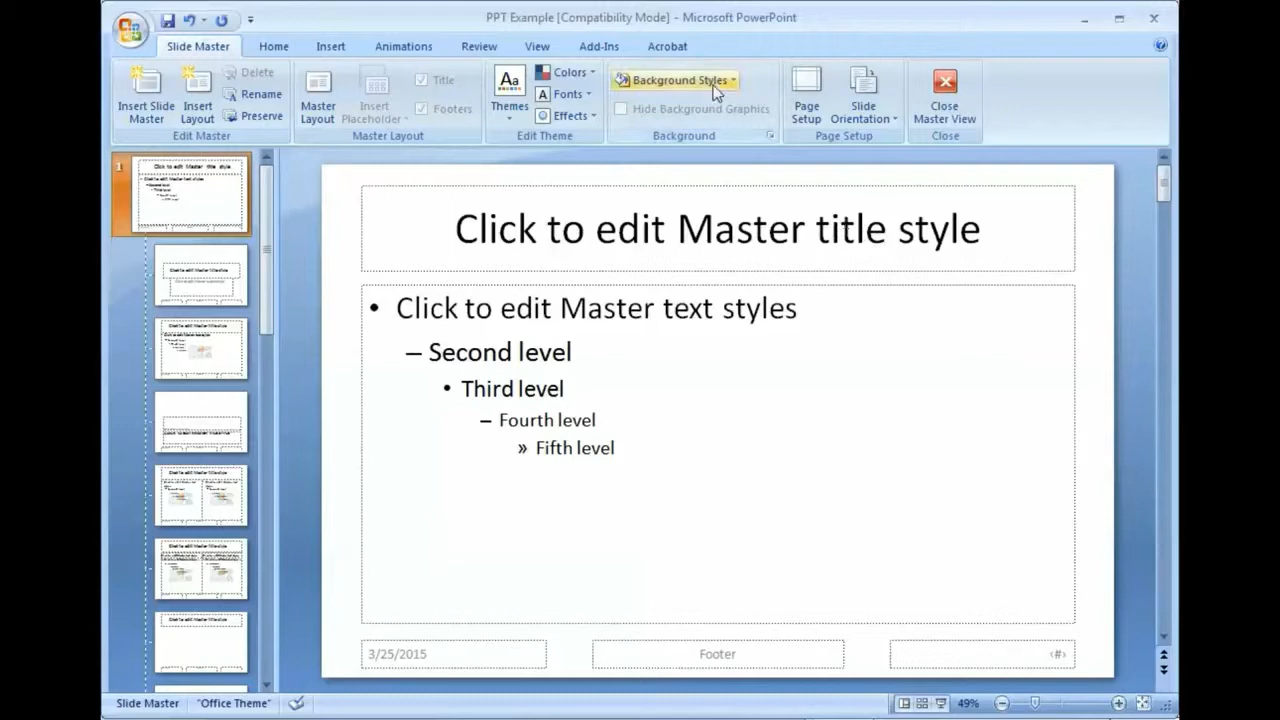 PPT Example [Compatibility Mode] - Microsoft PowerPoint
Slide Master Home Insert Animations Review View Add-Ins Acrobat
Insert Slide Master
Insert Layout
Delete
Rename
Preserve
Edit Master
Master Layout
Insert Placeholder
Title
Footers
Master Layout
Aa
Themes
Colors
Fonts
Effects
Edit Theme
Background Styles
Hide Background Graphics
Background
Page Setup
Slide Orientation
Page Setup
Close Master View
Close
1
Click to edit Master title style
• Click to edit Master text styles
– Second level
• Third level
– Fourth level
» Fifth level
3/25/2015
Footer
‹#›
Slide Master "Office Theme" 49%